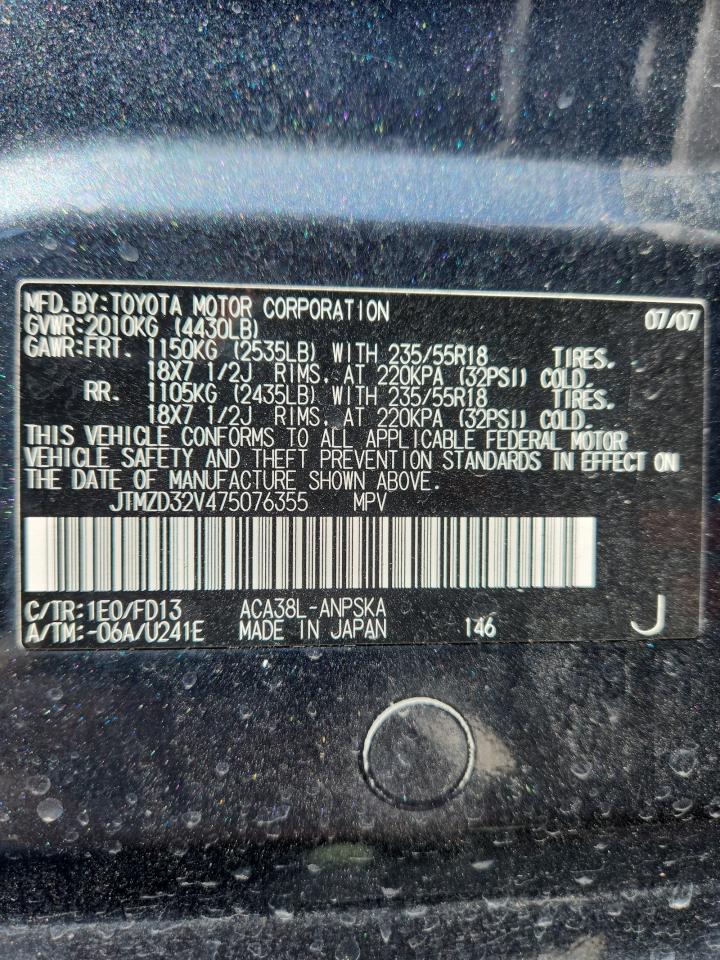 MFD.BY:TOYOTA MOTOR CORPORATION 07/07
GVWR:2010KG (4430LB)
GAWR:FRT. 1150KG (2535LB) WITH 235/55R18 TIRES.
18X7 1/2J RIMS, AT 220KPA (32PSI) COLD.
RR. 1105KG (2435LB) WITH 235/55R18 TIRES.
18X7 1/2J RIMS, AT 220KPA (32PSI) COLD.
THIS VEHICLE CONFORMS TO ALL APPLICABLE FEDERAL MOTOR
VEHICLE SAFETY AND THEFT PREVENTION STANDARDS IN EFFECT ON
THE DATE OF MANUFACTURE SHOWN ABOVE.
JTMZD32V475076355 MPV
C/TR:1E0/FD13 ACA38L-ANPSKA
A/TM:-06A/U241E MADE IN JAPAN 146 J